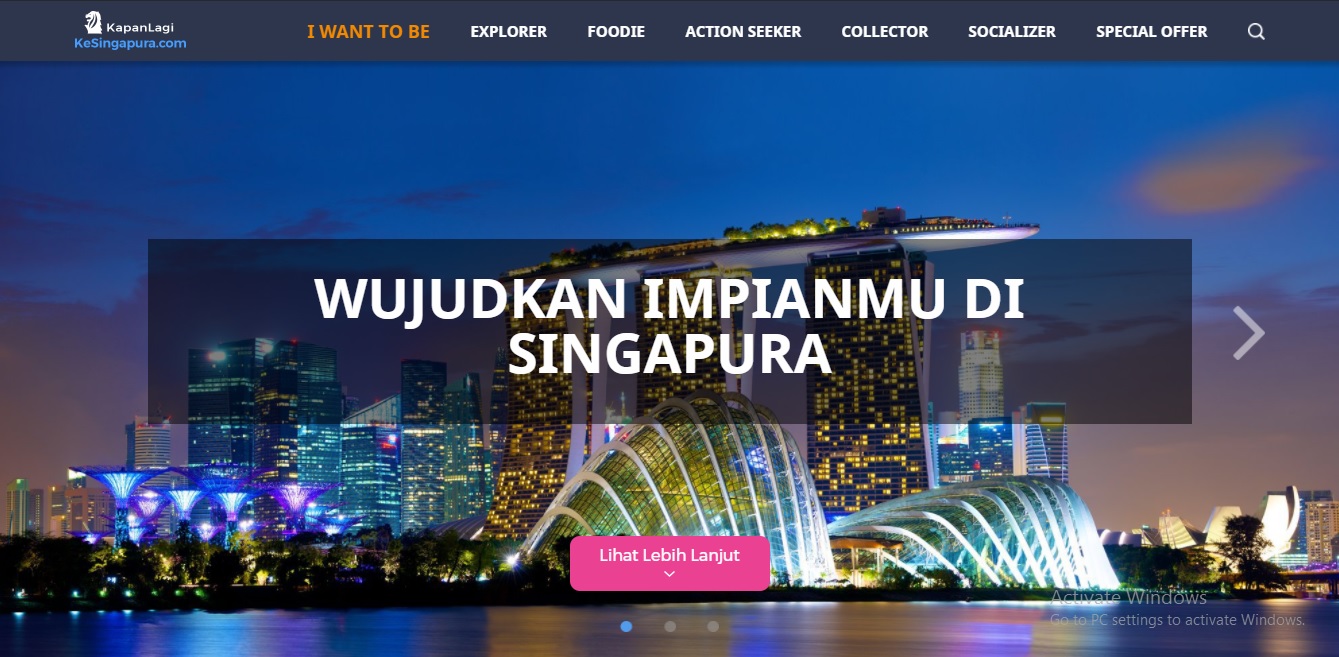 KapanLagi
KeSingapura.com
I WANT TO BE
EXPLORER
FOODIE
ACTION SEEKER
COLLECTOR
SOCIALIZER
SPECIAL OFFER
WUJUDKAN IMPIANMU DI
SINGAPURA
Lihat Lebih Lanjut
Activate Windows
Go to PC settings to activate Windows.